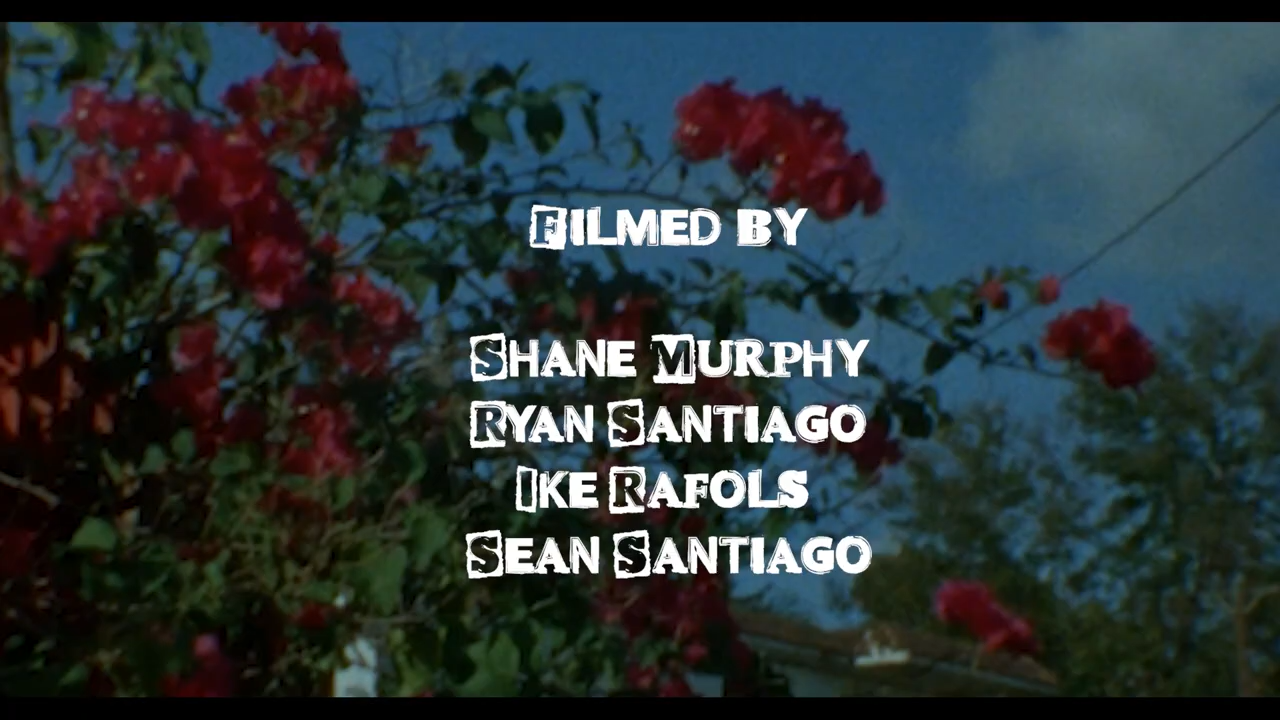 Filmed by
Shane Murphy
Ryan Santiago
Ike Rafols
Sean Santiago